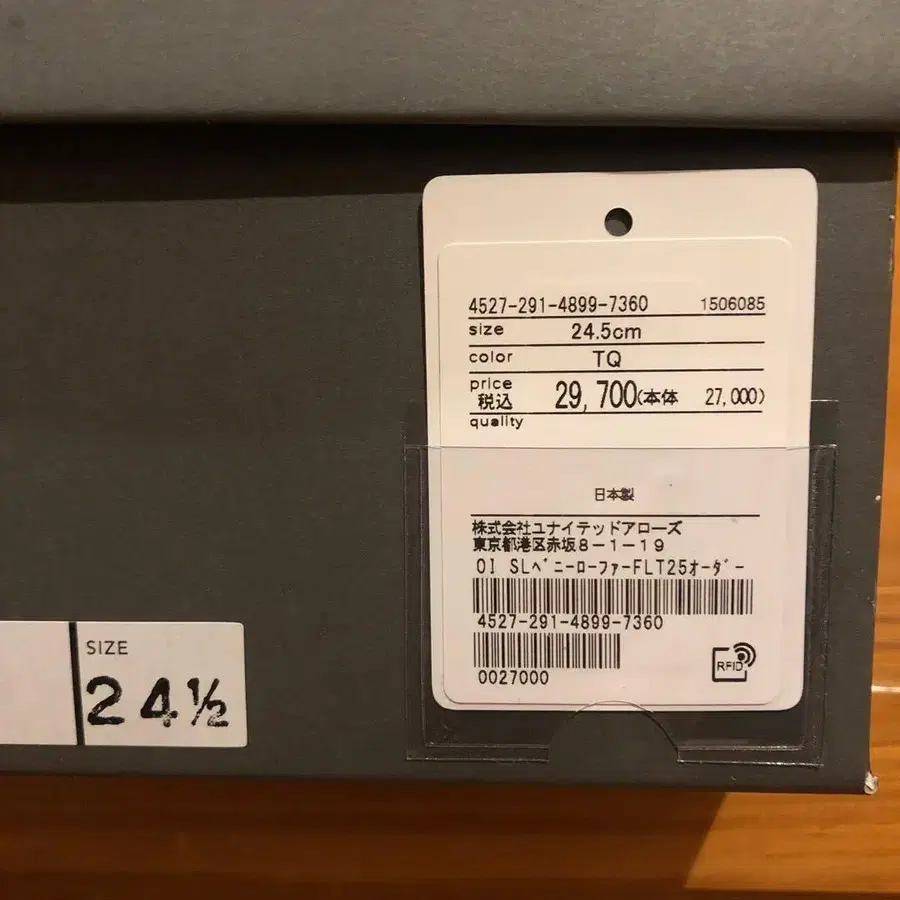 4527-291-4899-7360 1506085
size 24.5cm
color TQ
price
税込 29,700(本体 27,000)
quality
日本製
株式会社ユナイテッドアローズ
東京都港区赤坂8-1-19
OI SLペニーローファーFLT25オーダー
4527-291-4899-7360
RFID
0027000
SIZE
24½